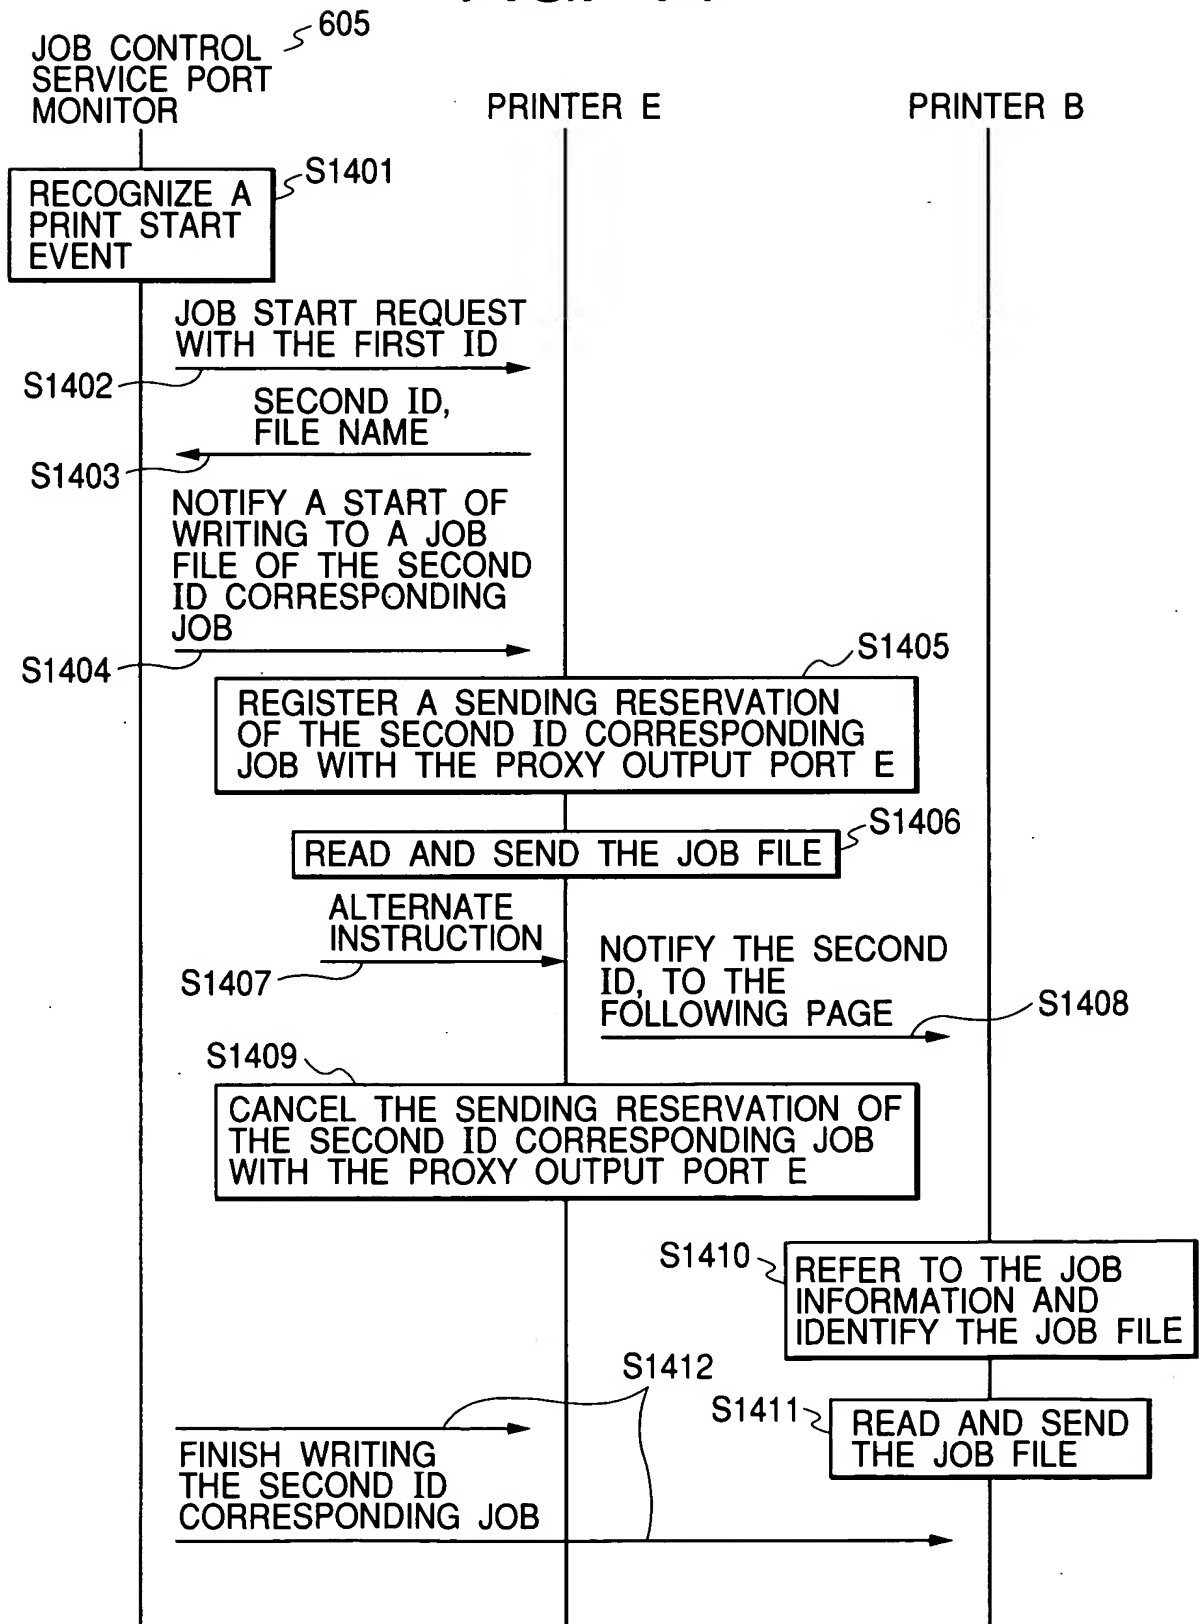 605
JOB CONTROL
SERVICE PORT
MONITOR
PRINTER E
PRINTER B
S1401
RECOGNIZE A
PRINT START
EVENT
JOB START REQUEST
WITH THE FIRST ID
S1402
SECOND ID,
FILE NAME
S1403
NOTIFY A START OF
WRITING TO A JOB
FILE OF THE SECOND
ID CORRESPONDING
JOB
S1404
S1405
REGISTER A SENDING RESERVATION
OF THE SECOND ID CORRESPONDING
JOB WITH THE PROXY OUTPUT PORT E
S1406
READ AND SEND THE JOB FILE
ALTERNATE
INSTRUCTION
S1407
NOTIFY THE SECOND
ID, TO THE
FOLLOWING PAGE
S1408
S1409
CANCEL THE SENDING RESERVATION OF
THE SECOND ID CORRESPONDING JOB
WITH THE PROXY OUTPUT PORT E
S1410
REFER TO THE JOB
INFORMATION AND
IDENTIFY THE JOB FILE
S1412
S1411
READ AND SEND
THE JOB FILE
FINISH WRITING
THE SECOND ID
CORRESPONDING JOB